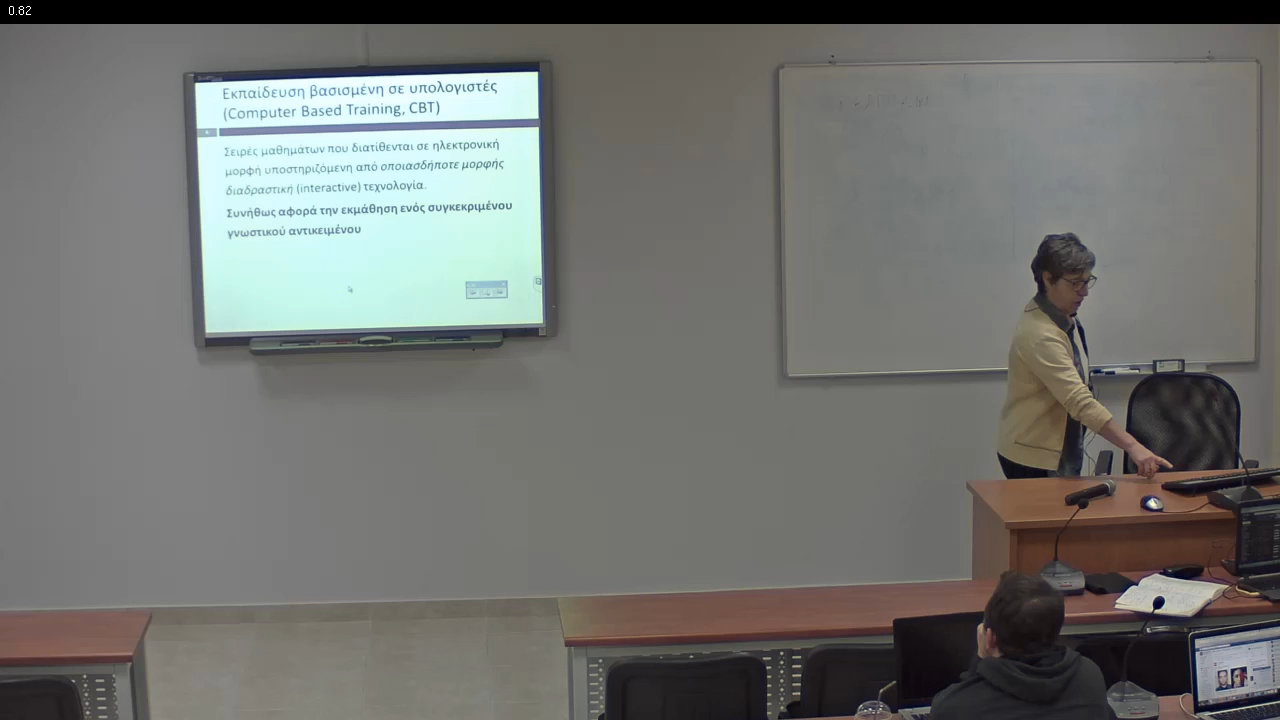 0.82
Εκπαίδευση βασισμένη σε υπολογιστές
(Computer Based Training, CBT)
Σειρές μαθημάτων που διατίθενται σε ηλεκτρονική
μορφή υποστηριζόμενη από οποιασδήποτε μορφής
διαδραστική (interactive) τεχνολογία.
Συνήθως αφορά την εκμάθηση ενός συγκεκριμένου
γνωστικού αντικειμένου